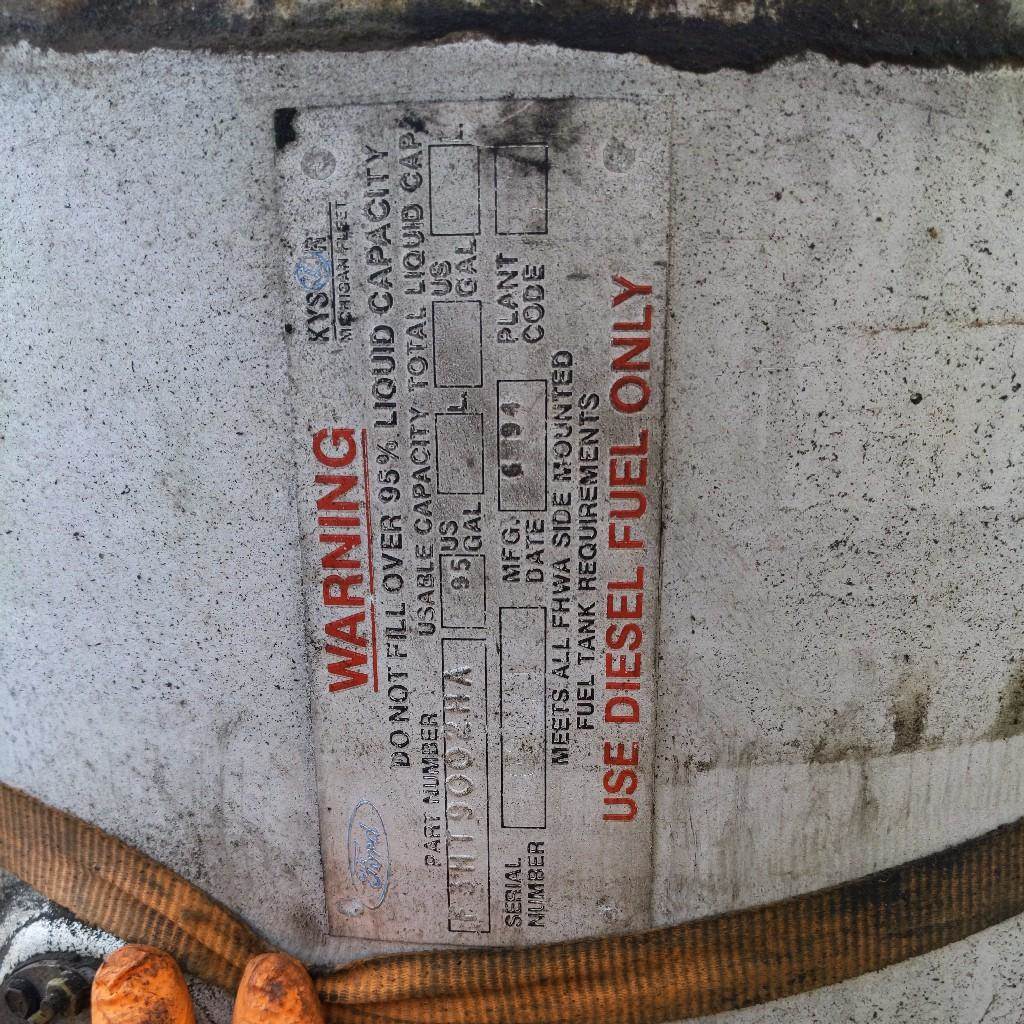 Ford
WARNING
KYSOR
MICHIGAN FLEET
DO NOT FILL OVER 95% LIQUID CAPACITY
PART NUMBER USABLE CAPACITY TOTAL LIQUID CAP.
F3HT9002HA 95 US GAL L US GAL L
SERIAL NUMBER MFG. DATE 6 94 PLANT CODE
MEETS ALL FHWA SIDE MOUNTED
FUEL TANK REQUIREMENTS
USE DIESEL FUEL ONLY